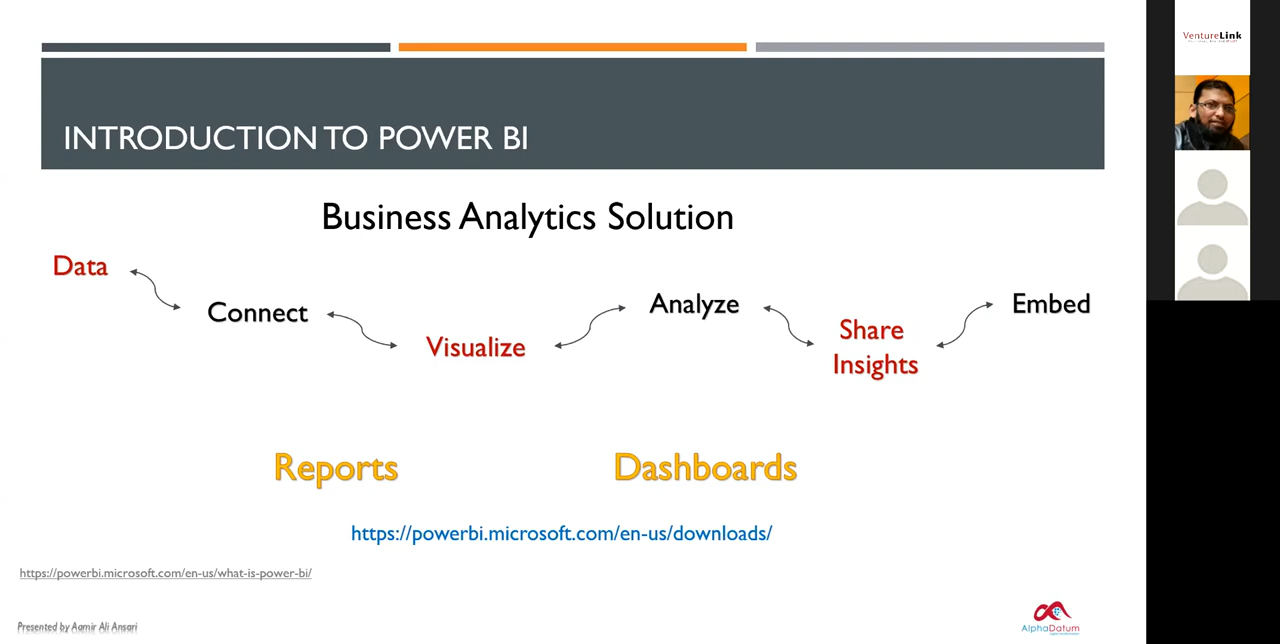 VentureLink
INTRODUCTION TO POWER BI
Business Analytics Solution
Data
Connect
Visualize
Analyze
Share
Insights
Embed
Reports
Dashboards
https://powerbi.microsoft.com/en-us/downloads/
https://powerbi.microsoft.com/en-us/what-is-power-bi/
Presented by Aamir Ali Ansari
AlphaDatum